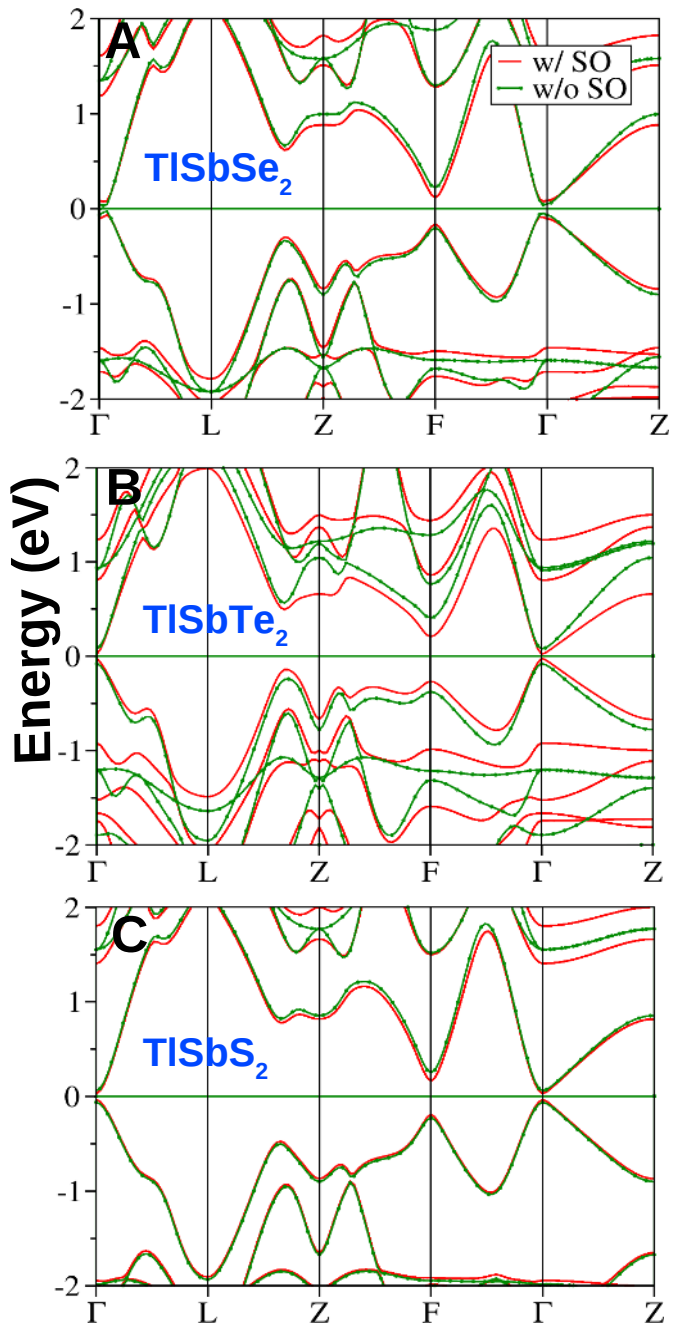 A
2
1
0
-1
-2
w/ SO
w/o SO
TlSbSe2
Γ L Z F Γ Z
Energy (eV)
B
2
1
0
-1
-2
TlSbTe2
Γ L Z F Γ Z
C
2
1
0
-1
-2
TlSbS2
Γ L Z F Γ Z